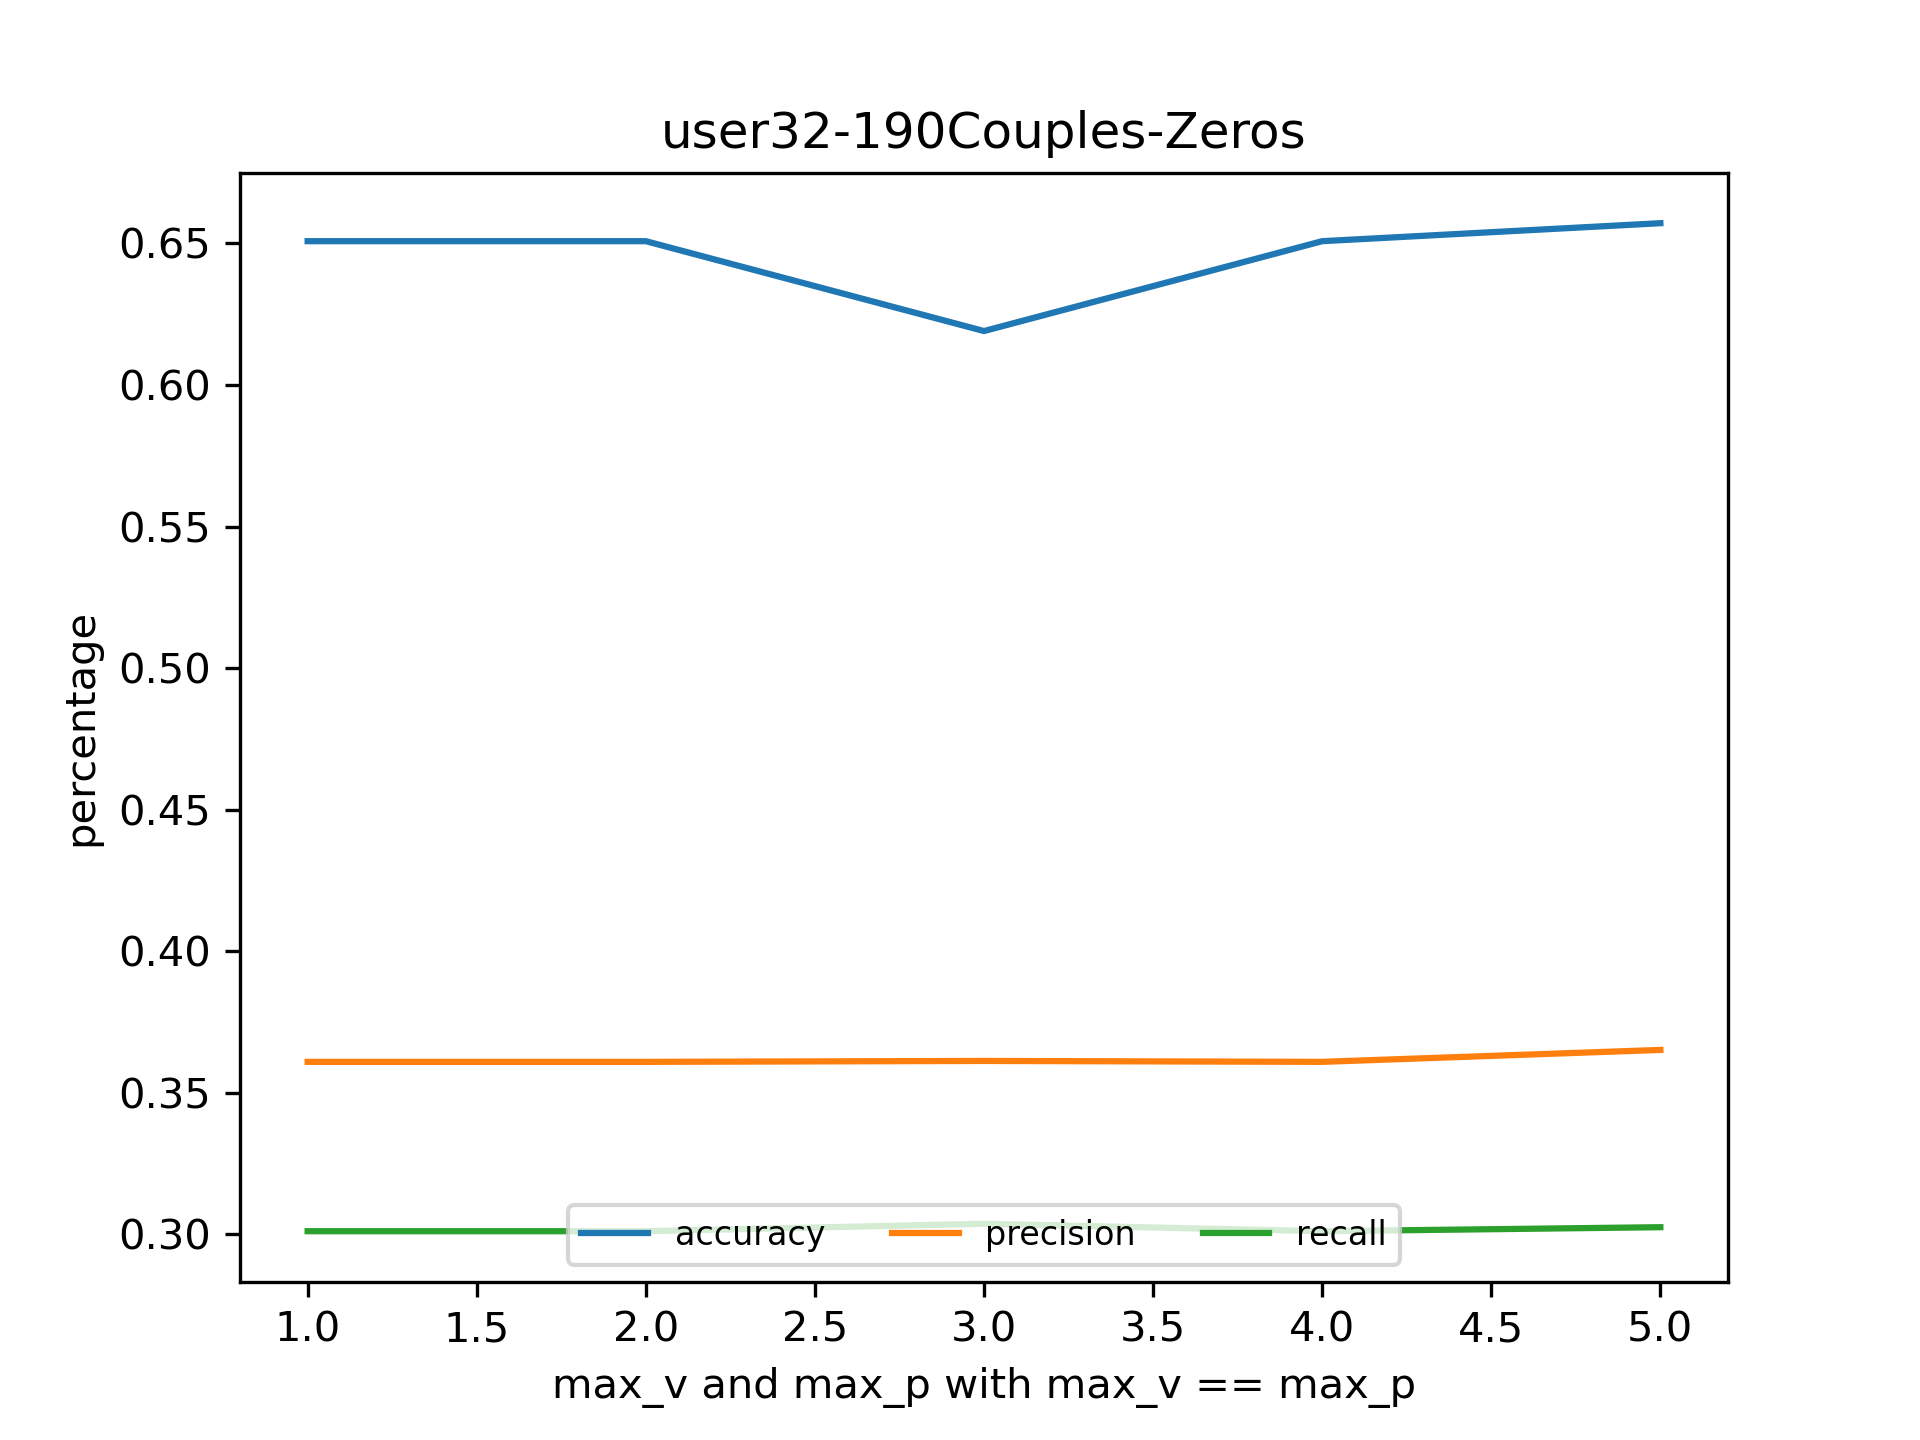 user32-190Couples-Zeros
percentage
0.65
0.60
0.55
0.50
0.45
0.40
0.35
0.30
accuracy precision recall
1.0 1.5 2.0 2.5 3.0 3.5 4.0 4.5 5.0
max_v and max_p with max_v == max_p